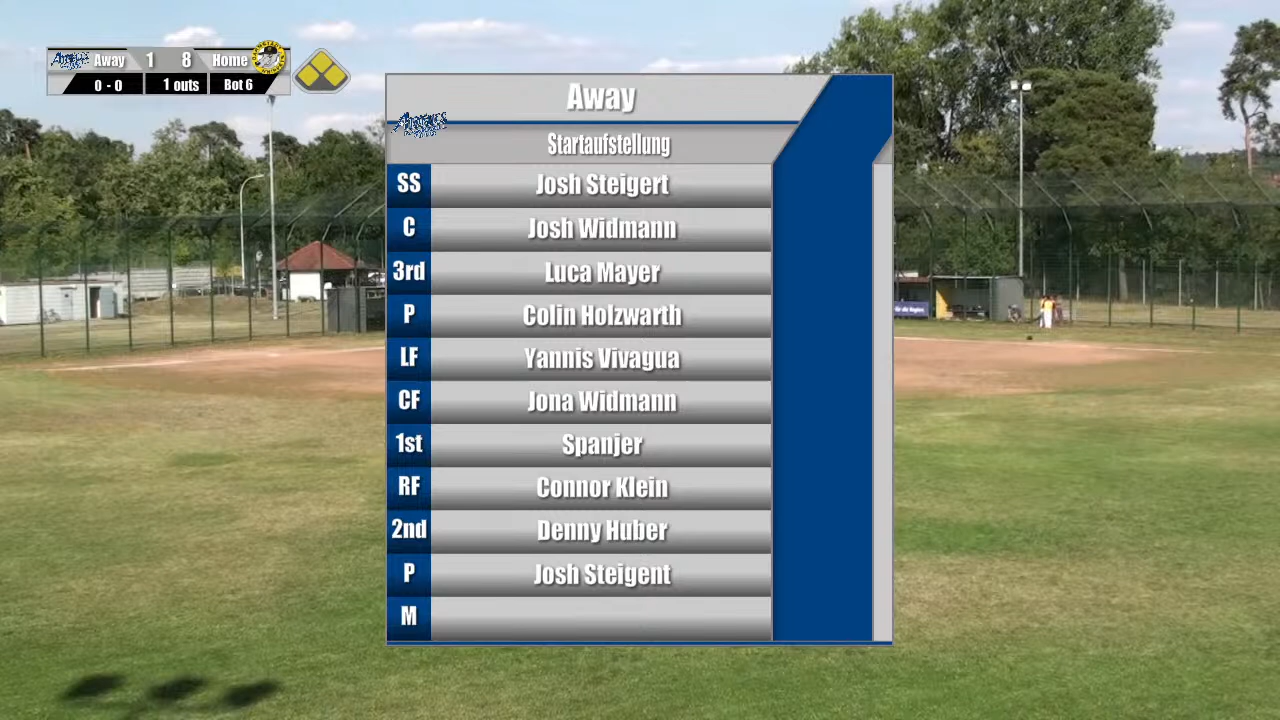 Away 1 8 Home
0 - 0 1 outs Bot 6
Away
Startaufstellung
SS Josh Steigert
C Josh Widmann
3rd Luca Mayer
P Colin Holzwarth
LF Yannis Vivagua
CF Jona Widmann
1st Spanjer
RF Connor Klein
2nd Denny Huber
P Josh Steigent
M